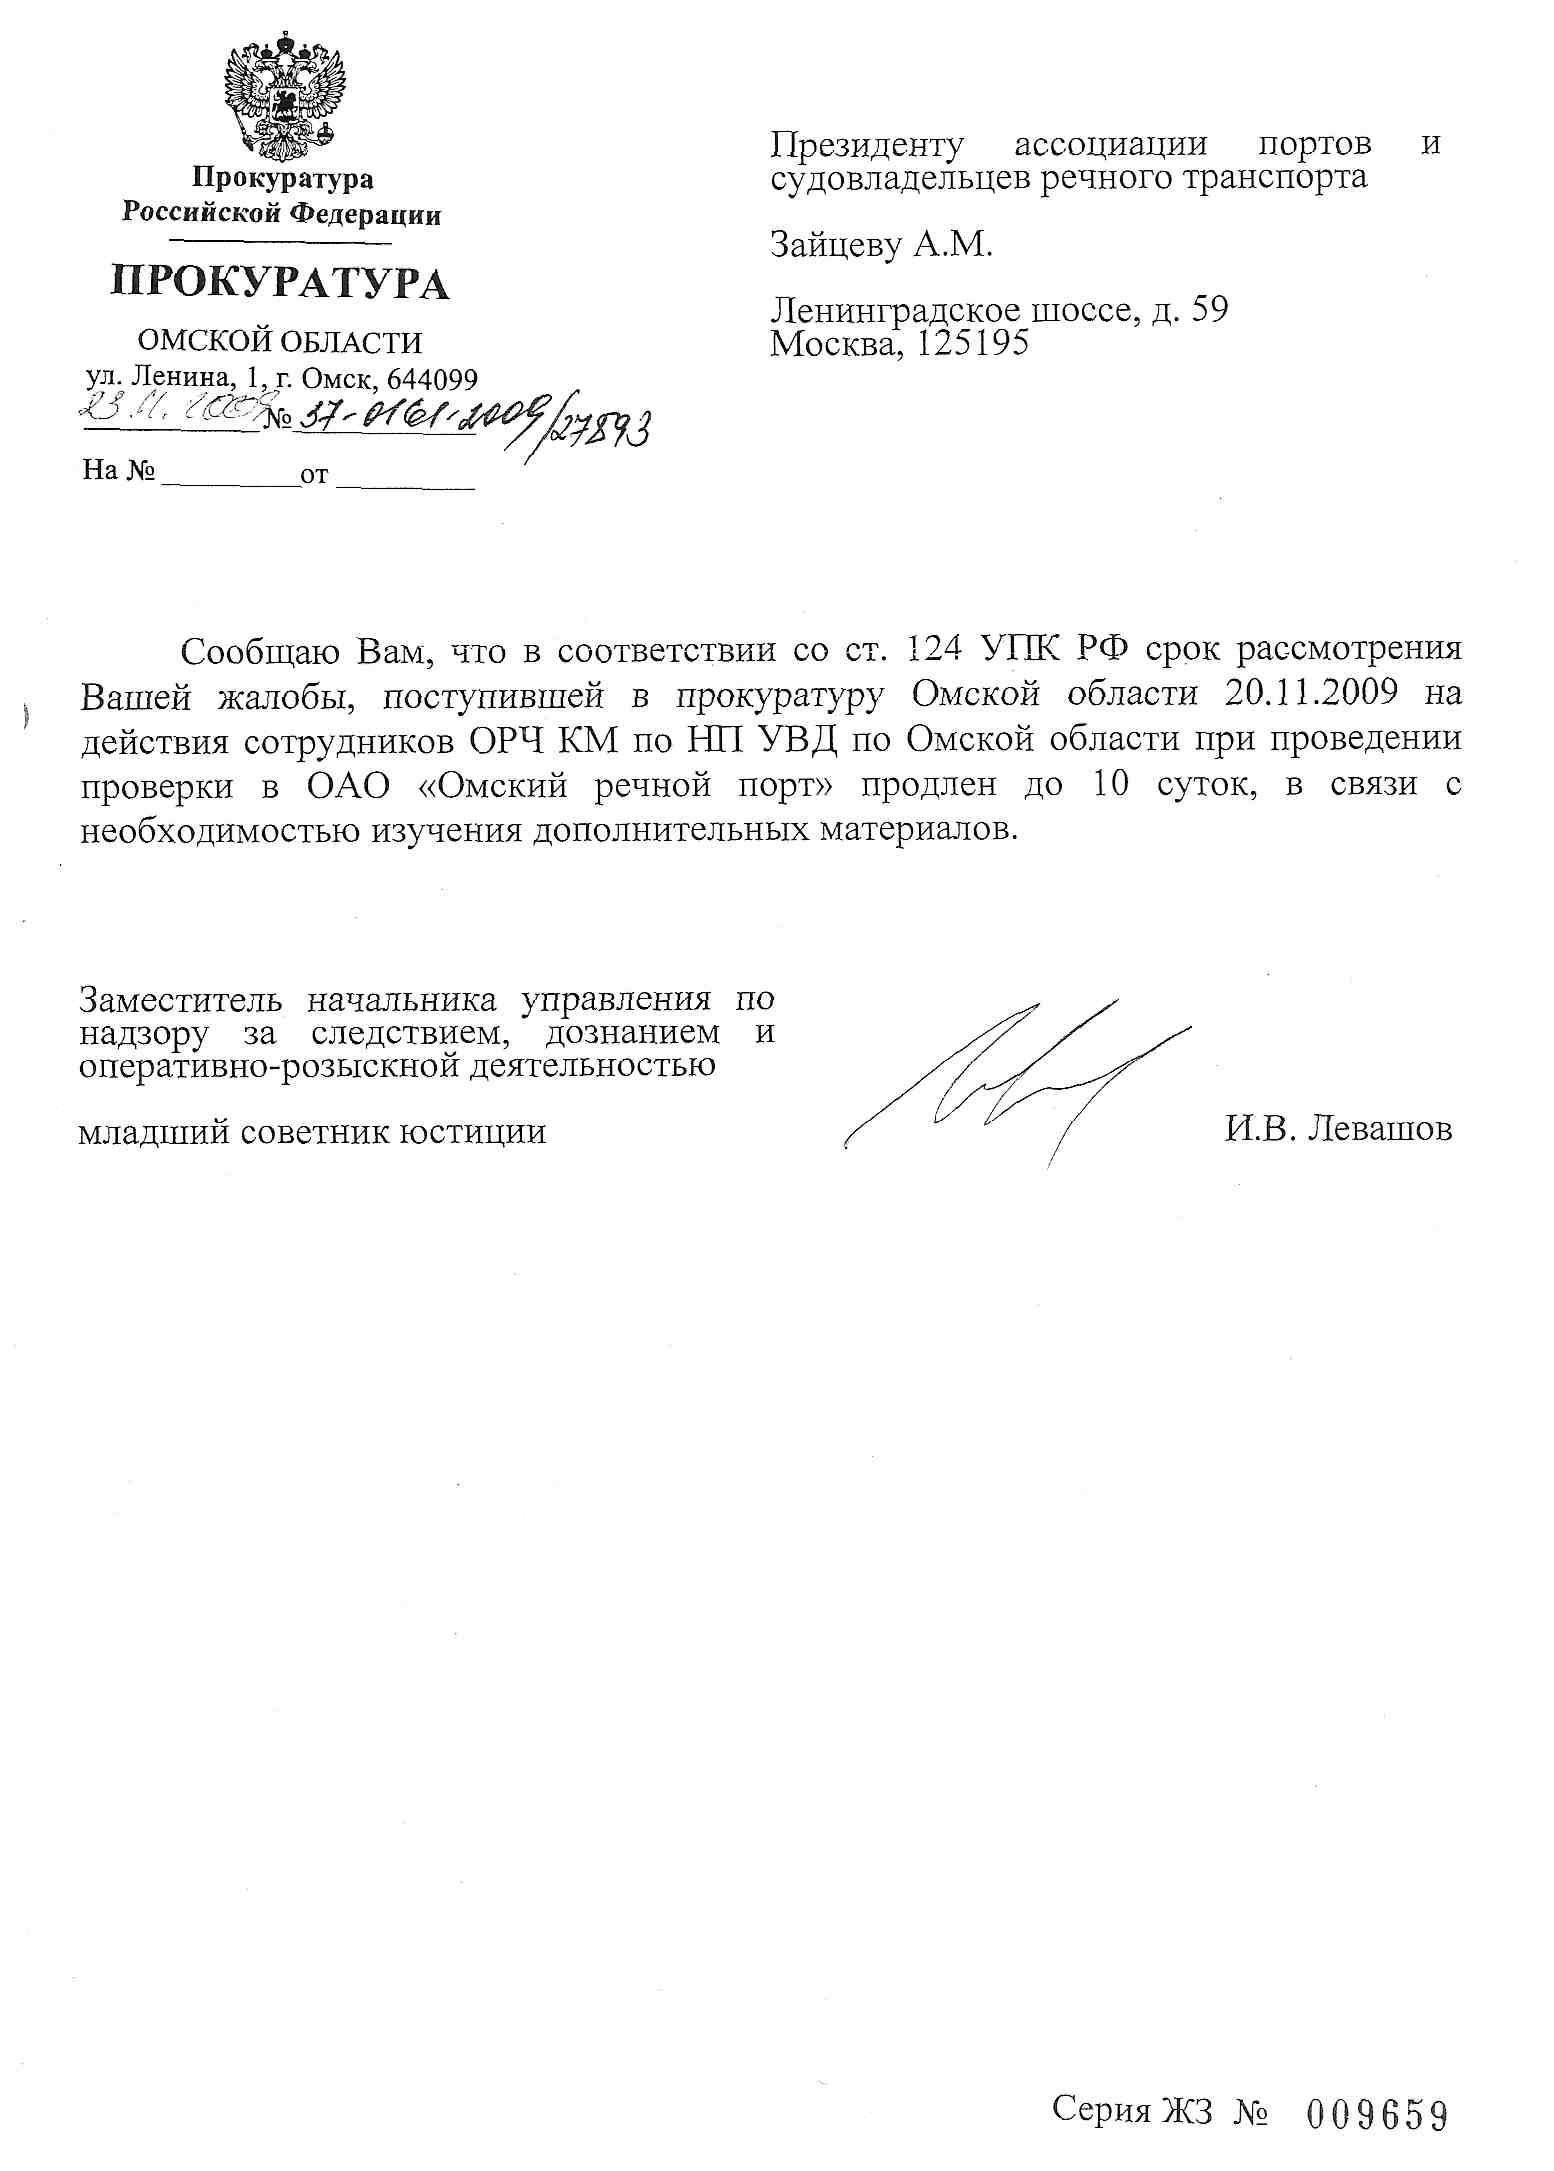 Прокуратура
Российской Федерации
ПРОКУРАТУРА
ОМСКОЙ ОБЛАСТИ
ул. Ленина, 1, г. Омск, 644099
23.11.2009 № 37-0161-2009/27893
На № от
Президенту ассоциации портов и
судовладельцев речного транспорта
Зайцеву А.М.
Ленинградское шоссе, д. 59
Москва, 125195
Сообщаю Вам, что в соответствии со ст. 124 УПК РФ срок рассмотрения
Вашей жалобы, поступившей в прокуратуру Омской области 20.11.2009 на
действия сотрудников ОРЧ КМ по НП УВД по Омской области при проведении
проверки в ОАО «Омский речной порт» продлен до 10 суток, в связи с
необходимостью изучения дополнительных материалов.
Заместитель начальника управления по
надзору за следствием, дознанием и
оперативно-розыскной деятельностью
младший советник юстиции
И.В. Левашов
Серия ЖЗ № 009659